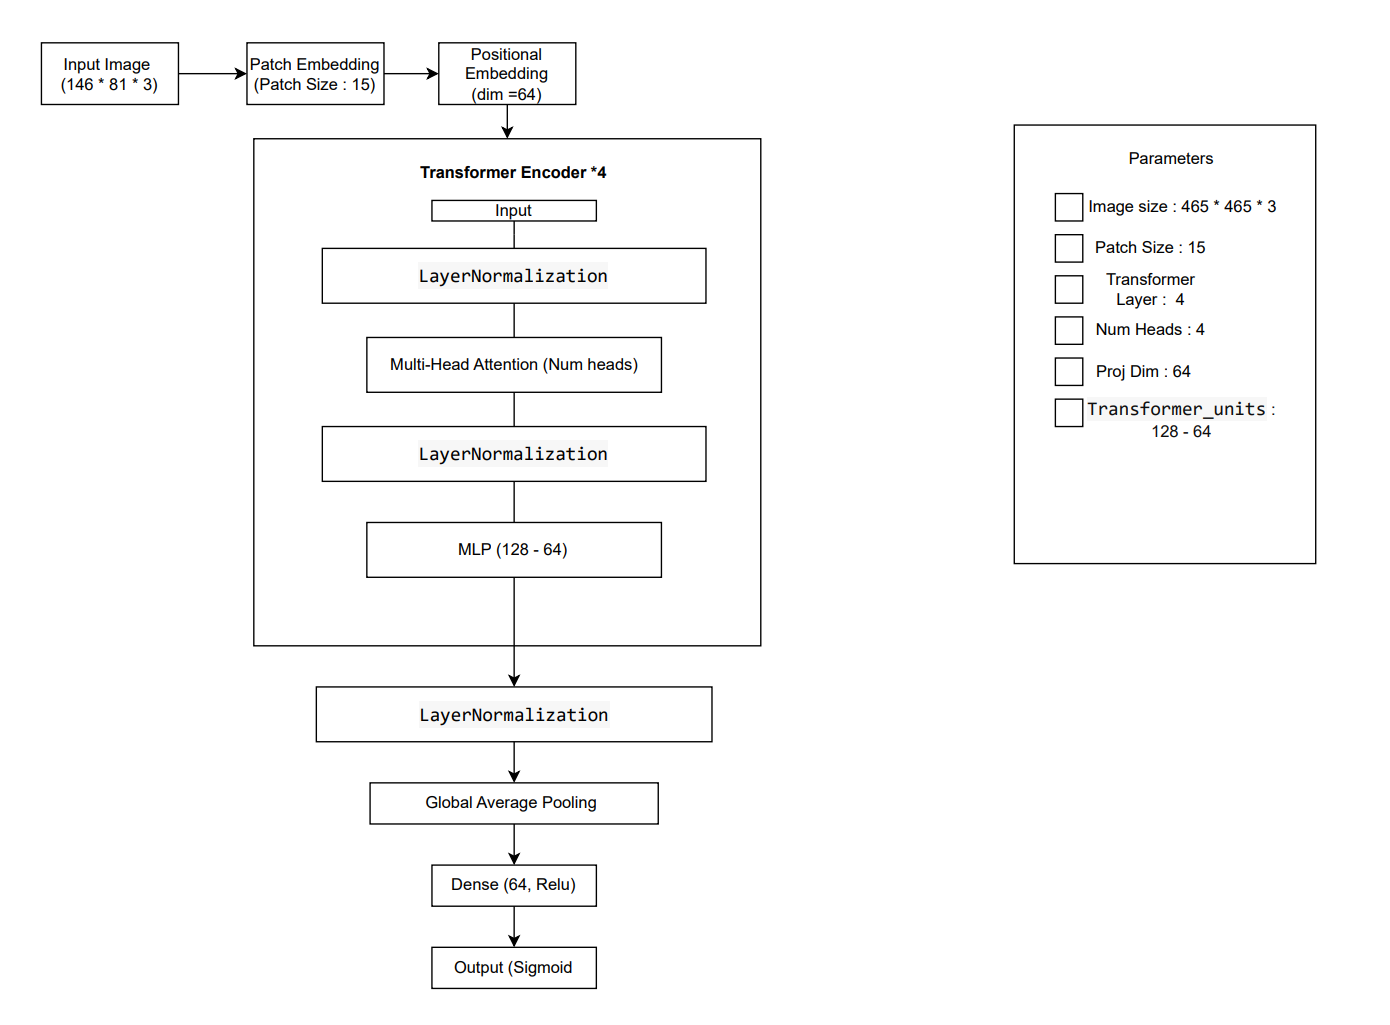 Input Image
(146 * 81 * 3)
Patch Embedding
(Patch Size : 15)
Positional
Embedding
(dim =64)
Transformer Encoder *4
Input
LayerNormalization
Multi-Head Attention (Num heads)
LayerNormalization
MLP (128 - 64)
LayerNormalization
Global Average Pooling
Dense (64, Relu)
Output (Sigmoid
Parameters
Image size : 465 * 465 * 3
Patch Size : 15
Transformer
Layer : 4
Num Heads : 4
Proj Dim : 64
Transformer_units :
128 - 64